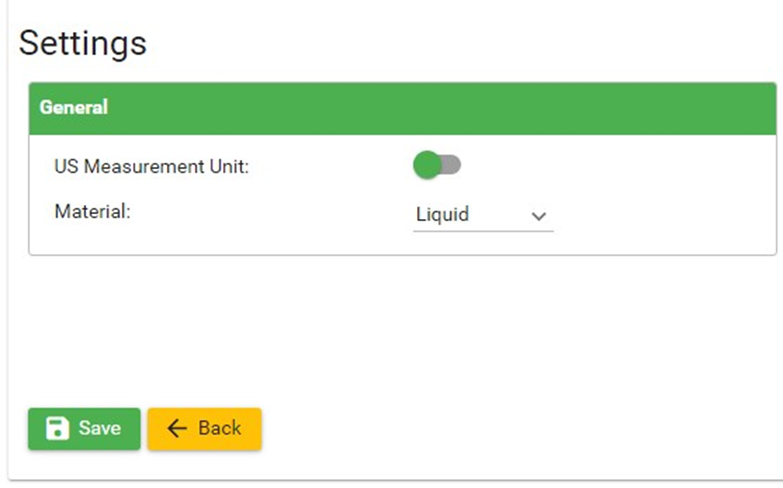 Settings
General
US Measurement Unit:
Material: Liquid
Save Back